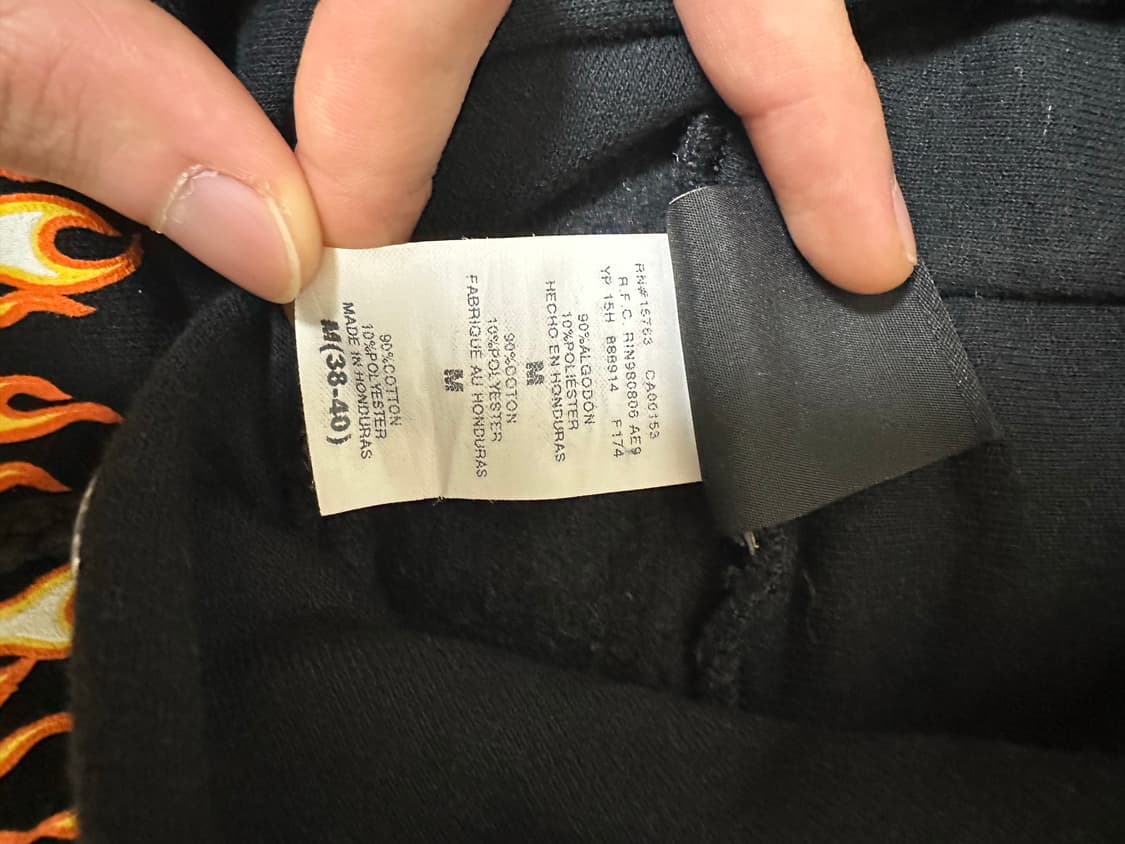 RN#15763 CA00153
R.F.C. RIN980806 AE9
YP 15H 888914 F174
90%ALGODÓN
10%POLIÉSTER
HECHO EN HONDURAS
M
90%COTON
10%POLYESTER
FABRIQUÉ AU HONDURAS
M
90%COTTON
10%POLYESTER
MADE IN HONDURAS
M(38-40)